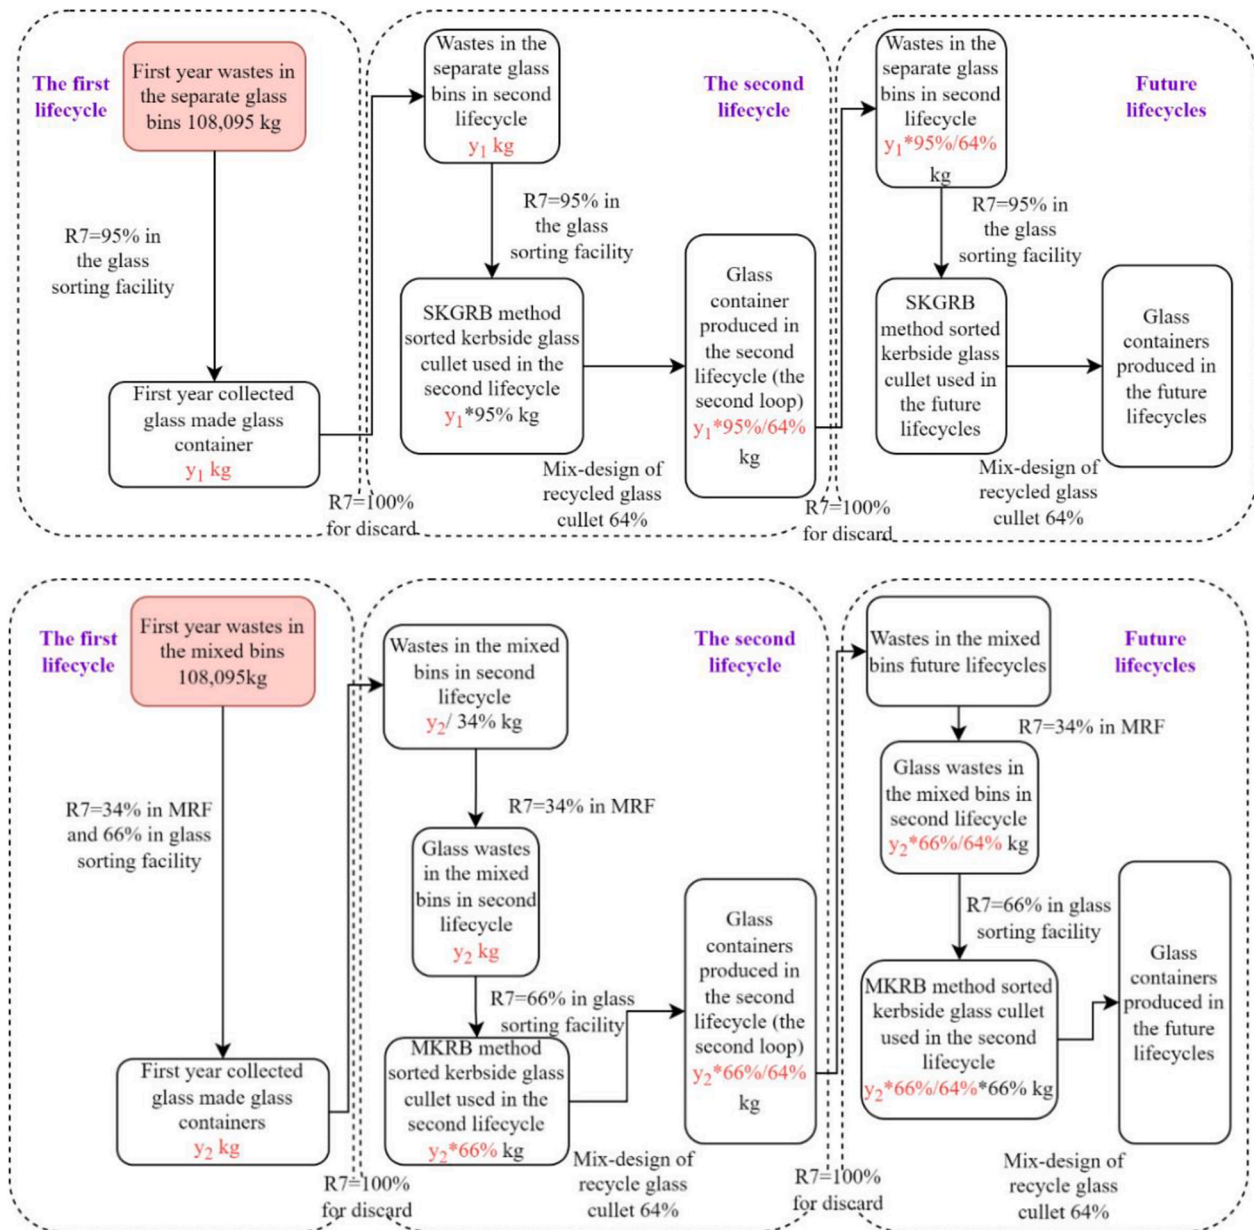 The first
lifecycle
First year wastes in
the separate glass
bins 108,095 kg
R7=95% in
the glass
sorting facility
First year collected
glass made glass
container
y1 kg
R7=100%
for discard
Wastes in the
separate glass
bins in second
lifecycle
y1 kg
The second
lifecycle
R7=95% in
the glass
sorting facility
SKGRB method
sorted kerbside glass
cullet used in the
second lifecycle
y1*95% kg
Glass
container
produced in
the second
lifecycle (the
second loop)
y1*95%/64%
kg
Mix-design of
recycled glass
cullet 64%
R7=100%
for discard
Wastes in the
separate glass
bins in second
lifecycle
y1*95%/64%
kg
Future
lifecycles
R7=95% in
the glass
sorting facility
SKGRB
method sorted
kerbside glass
cullet used in
the future
lifecycles
Glass
containers
produced in
the future
lifecycles
Mix-design of
recycled glass
cullet 64%
The first
lifecycle
First year wastes in
the mixed bins
108,095kg
R7=34% in MRF
and 66% in glass
sorting facility
First year collected
glass made glass
containers
y2 kg
R7=100%
for discard
Wastes in the mixed
bins in second
lifecycle
y2/ 34% kg
The second
lifecycle
R7=34% in MRF
Glass wastes
in the mixed
bins in second
lifecycle
y2 kg
R7=66% in glass
sorting facility
MKRB method
sorted kerbside glass
cullet used in the
second lifecycle
y2*66% kg
Glass
containers
produced in
the second
lifecycle (the
second loop)
y2*66%/64%
kg
Mix-design of
recycle glass
cullet 64%
R7=100%
for discard
Wastes in the mixed
bins future lifecycles
Future
lifecycles
R7=34% in MRF
Glass wastes in
the mixed bins in
second lifecycle
y2*66%/64% kg
R7=66% in glass
sorting facility
MKRB method sorted
kerbside glass cullet
used in the second
lifecycle
y2*66%/64%*66% kg
Glass
containers
produced in
the future
lifecycles
Mix-design of
recycle glass
cullet 64%